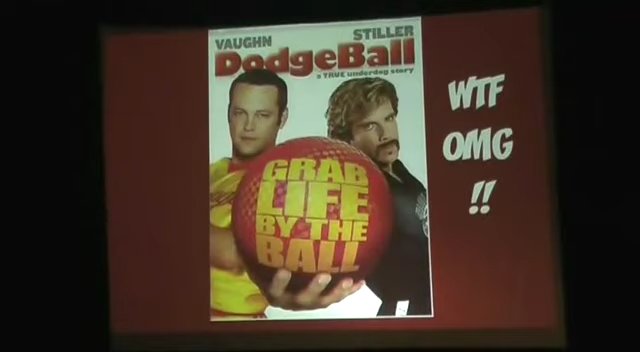 VAUGHN
STILLER
DodgeBall
a TRUE underdog story
GRAB
LIFE
BY THE
BALL
WTF
OMG
!!